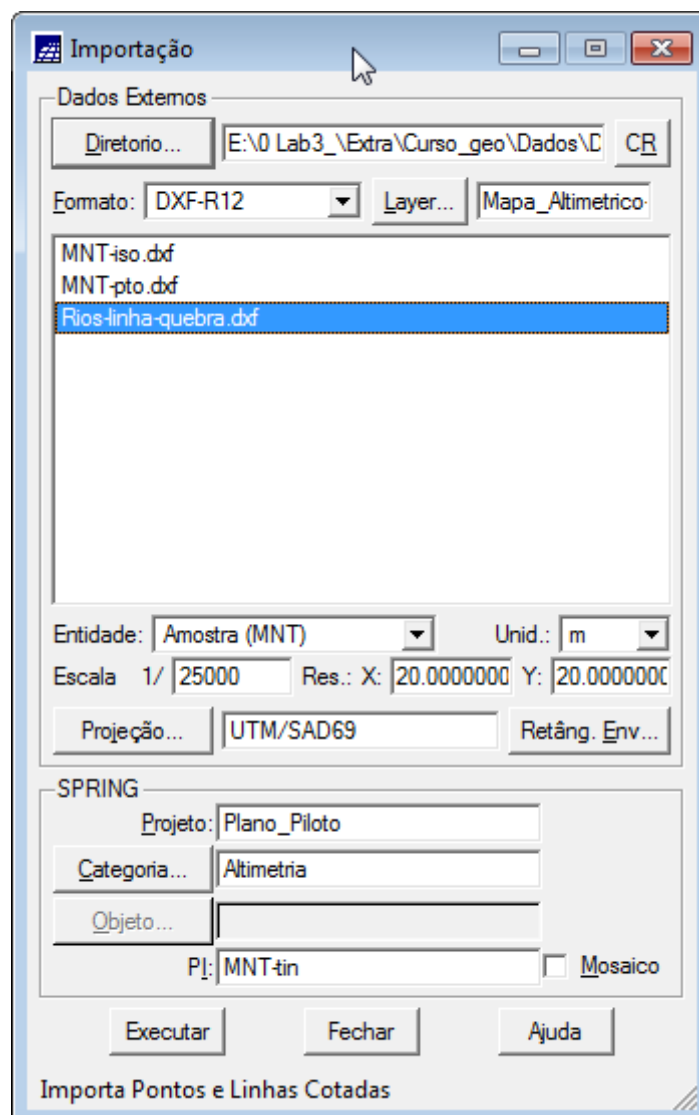 Importação
Dados Externos
Diretorio... E:\0 Lab3_\Extra\Curso_geo\Dados\D CR
Formato: DXF-R12 Layer... Mapa_Altimetrico-
MNT-iso.dxf
MNT-pto.dxf
Rios-linha-quebra.dxf
Entidade: Amostra (MNT) Unid.: m
Escala 1/ 25000 Res.: X: 20.0000000 Y: 20.0000000
Projeção... UTM/SAD69 Retâng. Env...
SPRING
Projeto: Plano_Piloto
Categoria... Altimetria
Objeto...
PI: MNT-tin Mosaico
Executar Fechar Ajuda
Importa Pontos e Linhas Cotadas